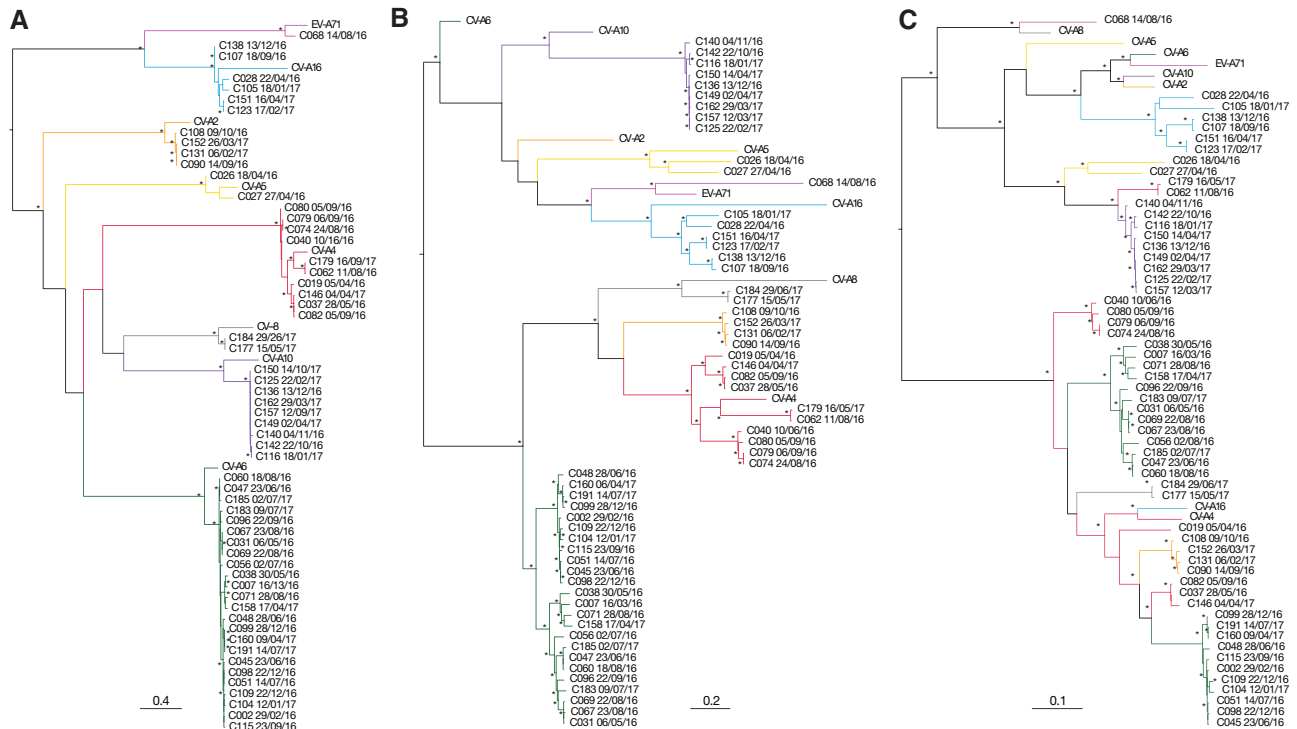 A
EV-A71
C068 14/08/16
C138 13/12/16
C107 18/09/16
CV-A16
C028 22/04/16
C105 18/01/17
C151 16/04/17
C123 17/02/17
CV-A2
C108 09/10/16
C152 26/03/17
C131 06/02/17
C090 14/09/16
C026 18/04/16
CV-A5
C027 27/04/16
C080 05/09/16
C079 06/09/16
C074 24/08/16
C040 10/16/16
CV-A4
C179 16/09/17
C062 11/08/16
C019 05/04/16
C146 04/04/17
C037 28/05/16
C082 05/09/16
CV-8
C184 29/26/17
C177 15/05/17
CV-A10
C150 14/10/17
C125 22/02/17
C136 13/12/16
C162 29/03/17
C157 12/09/17
C149 02/04/17
C140 04/11/16
C142 22/10/16
C116 18/01/17
CV-A6
C060 18/08/16
C047 23/06/16
C185 02/07/17
C183 09/07/17
C096 22/09/16
C067 23/08/16
C031 06/05/16
C069 22/08/16
C056 02/07/16
C038 30/05/16
C007 16/13/16
C071 28/08/16
C158 17/04/17
C048 28/06/16
C099 28/12/16
C160 09/04/17
C191 14/07/17
C045 23/06/16
C098 22/12/16
C051 14/07/16
C109 22/12/16
C104 12/01/17
C002 29/02/16
C115 23/09/16
0.4
B
CV-A6
CV-A10
C140 04/11/16
C142 22/10/16
C116 18/01/17
C150 14/04/17
C136 13/12/16
C149 02/04/17
C162 29/03/17
C157 12/03/17
C125 22/02/17
CV-A2
CV-A5
C026 18/04/16
C027 27/04/16
C068 14/08/16
EV-A71
CV-A16
C105 18/01/17
C028 22/04/16
C151 16/04/17
C123 17/02/17
C138 13/12/16
C107 18/09/16
CV-A8
C184 29/06/17
C177 15/05/17
C108 09/10/16
C152 26/03/17
C131 06/02/17
C090 14/09/16
C019 05/04/16
C146 04/04/17
C082 05/09/16
C037 28/05/16
CV-A4
C179 16/05/17
C062 11/08/16
C040 10/06/16
C080 05/09/16
C079 06/09/16
C074 24/08/16
C048 28/06/16
C160 06/04/17
C191 14/07/17
C099 28/12/16
C002 29/02/16
C109 22/12/16
C104 12/01/17
C115 23/09/16
C051 14/07/16
C045 23/06/16
C098 22/12/16
C038 30/05/16
C007 16/03/16
C071 28/08/16
C158 17/04/17
C056 02/07/16
C185 02/07/17
C047 23/06/16
C060 18/08/16
C096 22/09/16
C183 09/07/17
C069 22/08/16
C067 23/08/16
C031 06/05/16
0.2
C
C068 14/08/16
CV-A8
CV-A5
CV-A6
EV-A71
CV-A10
CV-A2
C028 22/04/16
C105 18/01/17
C138 13/12/16
C107 18/09/16
C151 16/04/17
C123 17/02/17
C026 18/04/16
C027 27/04/16
C179 16/05/17
C062 11/08/16
C140 04/11/16
C142 22/10/16
C116 18/01/17
C150 14/04/17
C136 13/12/16
C149 02/04/17
C162 29/03/17
C125 22/02/17
C157 12/03/17
C040 10/06/16
C080 05/09/16
C079 06/09/16
C074 24/08/16
C038 30/05/16
C007 16/03/16
C071 28/08/16
C158 17/04/17
C096 22/09/16
C183 09/07/17
C031 06/05/16
C069 22/08/16
C067 23/08/16
C056 02/08/16
C185 02/07/17
C047 23/06/16
C060 18/08/16
C184 29/06/17
C177 15/05/17
CV-A16
CV-A4
C019 05/04/16
C108 09/10/16
C152 26/03/17
C131 06/02/17
C090 14/09/16
C082 05/09/16
C037 28/05/16
C146 04/04/17
C099 28/12/16
C191 14/07/17
C160 09/04/17
C048 28/06/16
C115 23/09/16
C002 29/02/16
C109 22/12/16
C104 12/01/17
C051 14/07/16
C098 22/12/16
C045 23/06/16
0.1